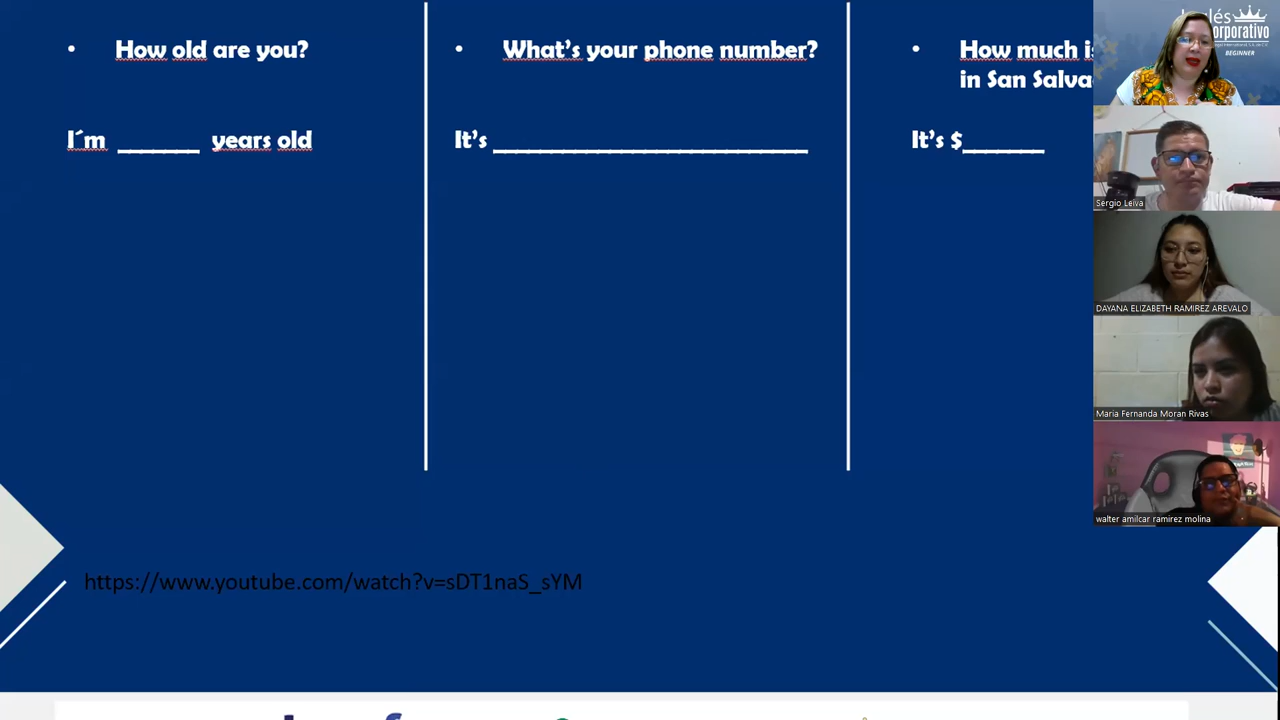 How old are you?
I´m _______ years old
What's your phone number?
It's ___________________________
How much is
in San Salva
It's $_______
https://www.youtube.com/watch?v=sDT1naS_sYM
BEGINNER
Sergio Leiva
DAYANA ELIZABETH RAMIREZ AREVALO
María Fernanda Moran Rivas
walter amilcar ramirez molina